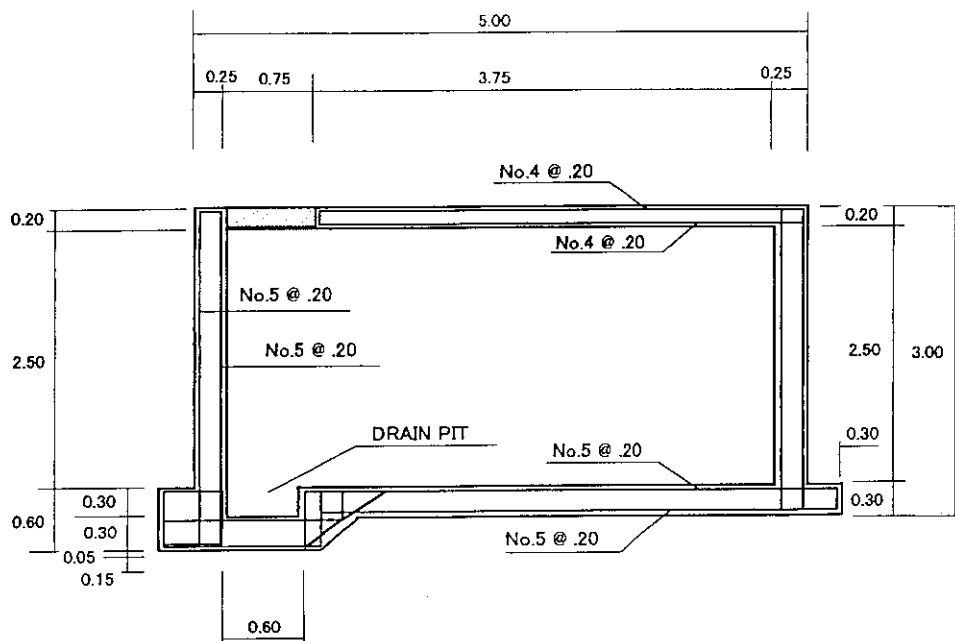 5.00
0.25 0.75 3.75 0.25
No.4 @ .20
0.20 0.20
No.4 @ .20
No.5 @ .20
No.5 @ .20
2.50 2.50 3.00
DRAIN PIT
0.30
No.5 @ .20
0.30 0.30
0.60 0.30
No.5 @ .20
0.05
0.15
0.60